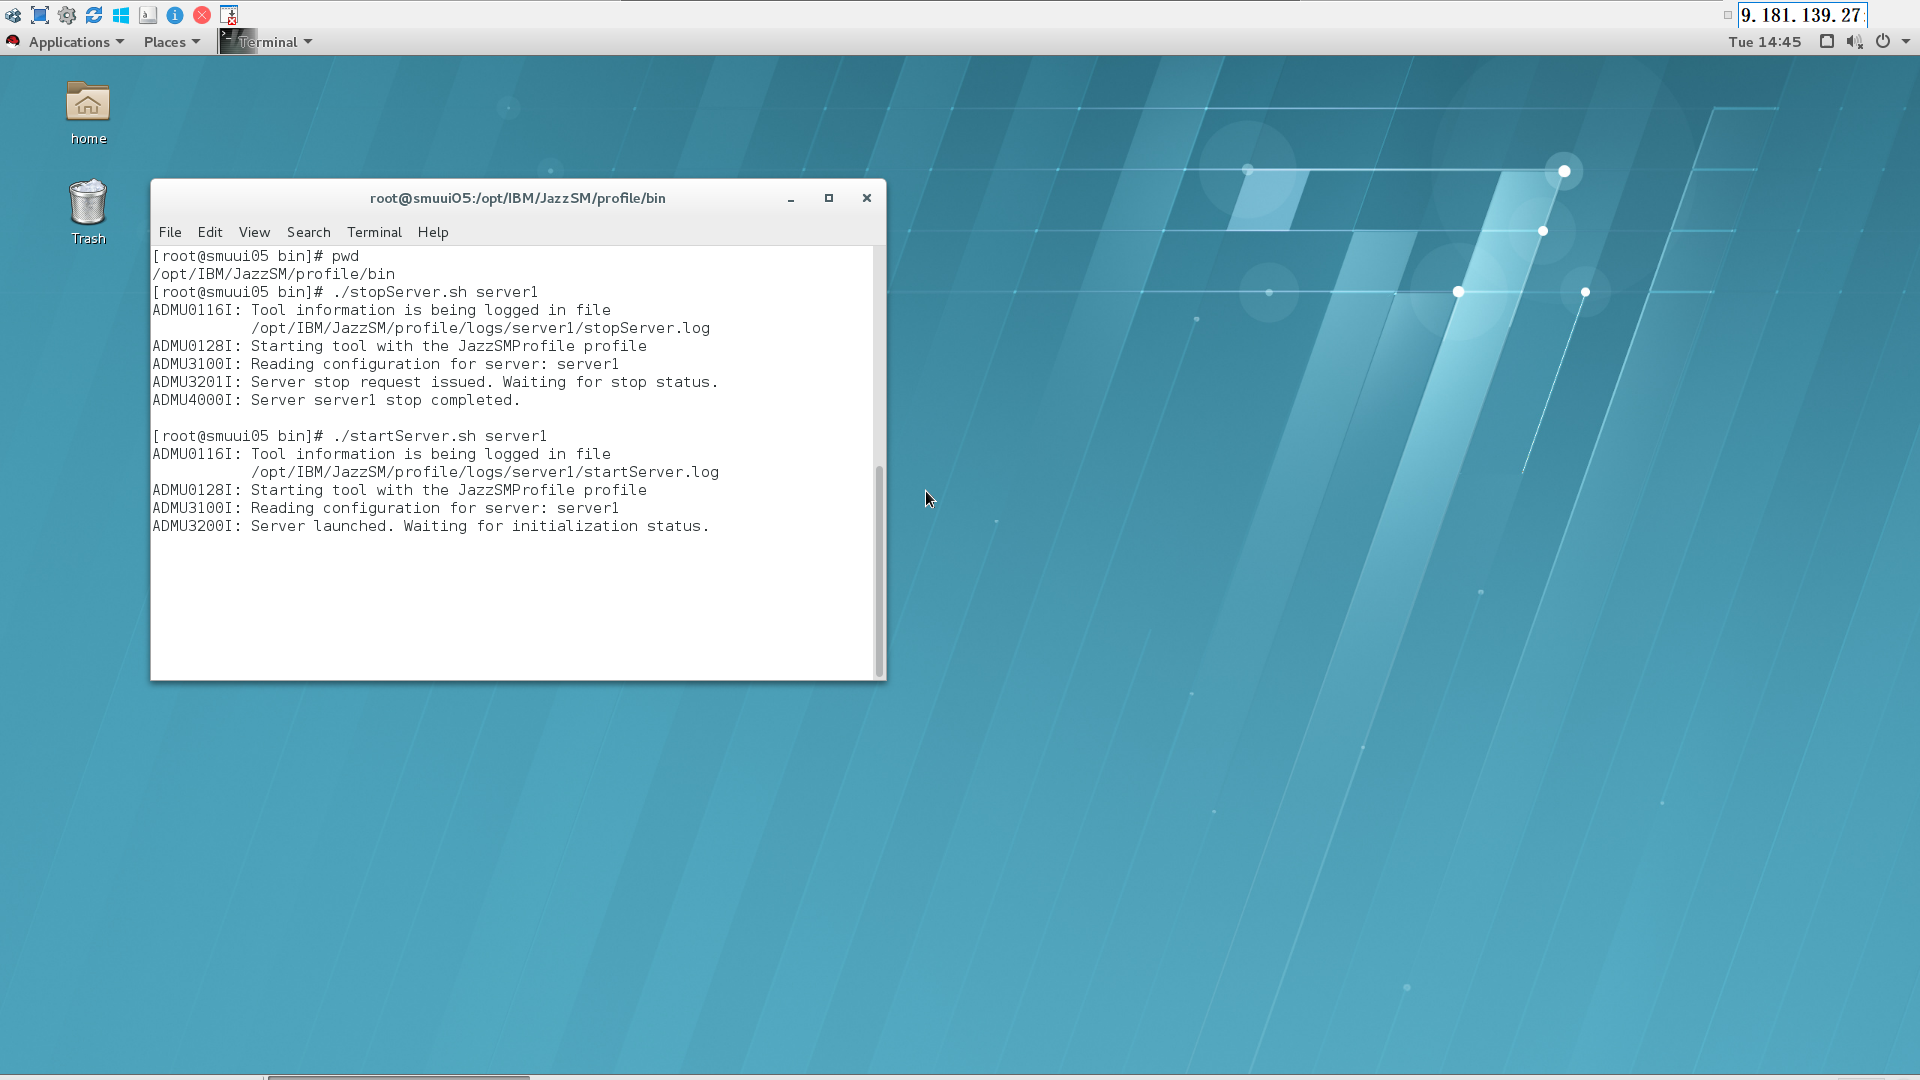 9.181.139.27
Applications Places Terminal Tue 14:45
home
Trash
root@smuui05:/opt/IBM/JazzSM/profile/bin
File Edit View Search Terminal Help
[root@smuui05 bin]# pwd
/opt/IBM/JazzSM/profile/bin
[root@smuui05 bin]# ./stopServer.sh server1
ADMU0116I: Tool information is being logged in file
/opt/IBM/JazzSM/profile/logs/server1/stopServer.log
ADMU0128I: Starting tool with the JazzSMProfile profile
ADMU3100I: Reading configuration for server: server1
ADMU3201I: Server stop request issued. Waiting for stop status.
ADMU4000I: Server server1 stop completed.
[root@smuui05 bin]# ./startServer.sh server1
ADMU0116I: Tool information is being logged in file
/opt/IBM/JazzSM/profile/logs/server1/startServer.log
ADMU0128I: Starting tool with the JazzSMProfile profile
ADMU3100I: Reading configuration for server: server1
ADMU3200I: Server launched. Waiting for initialization status.